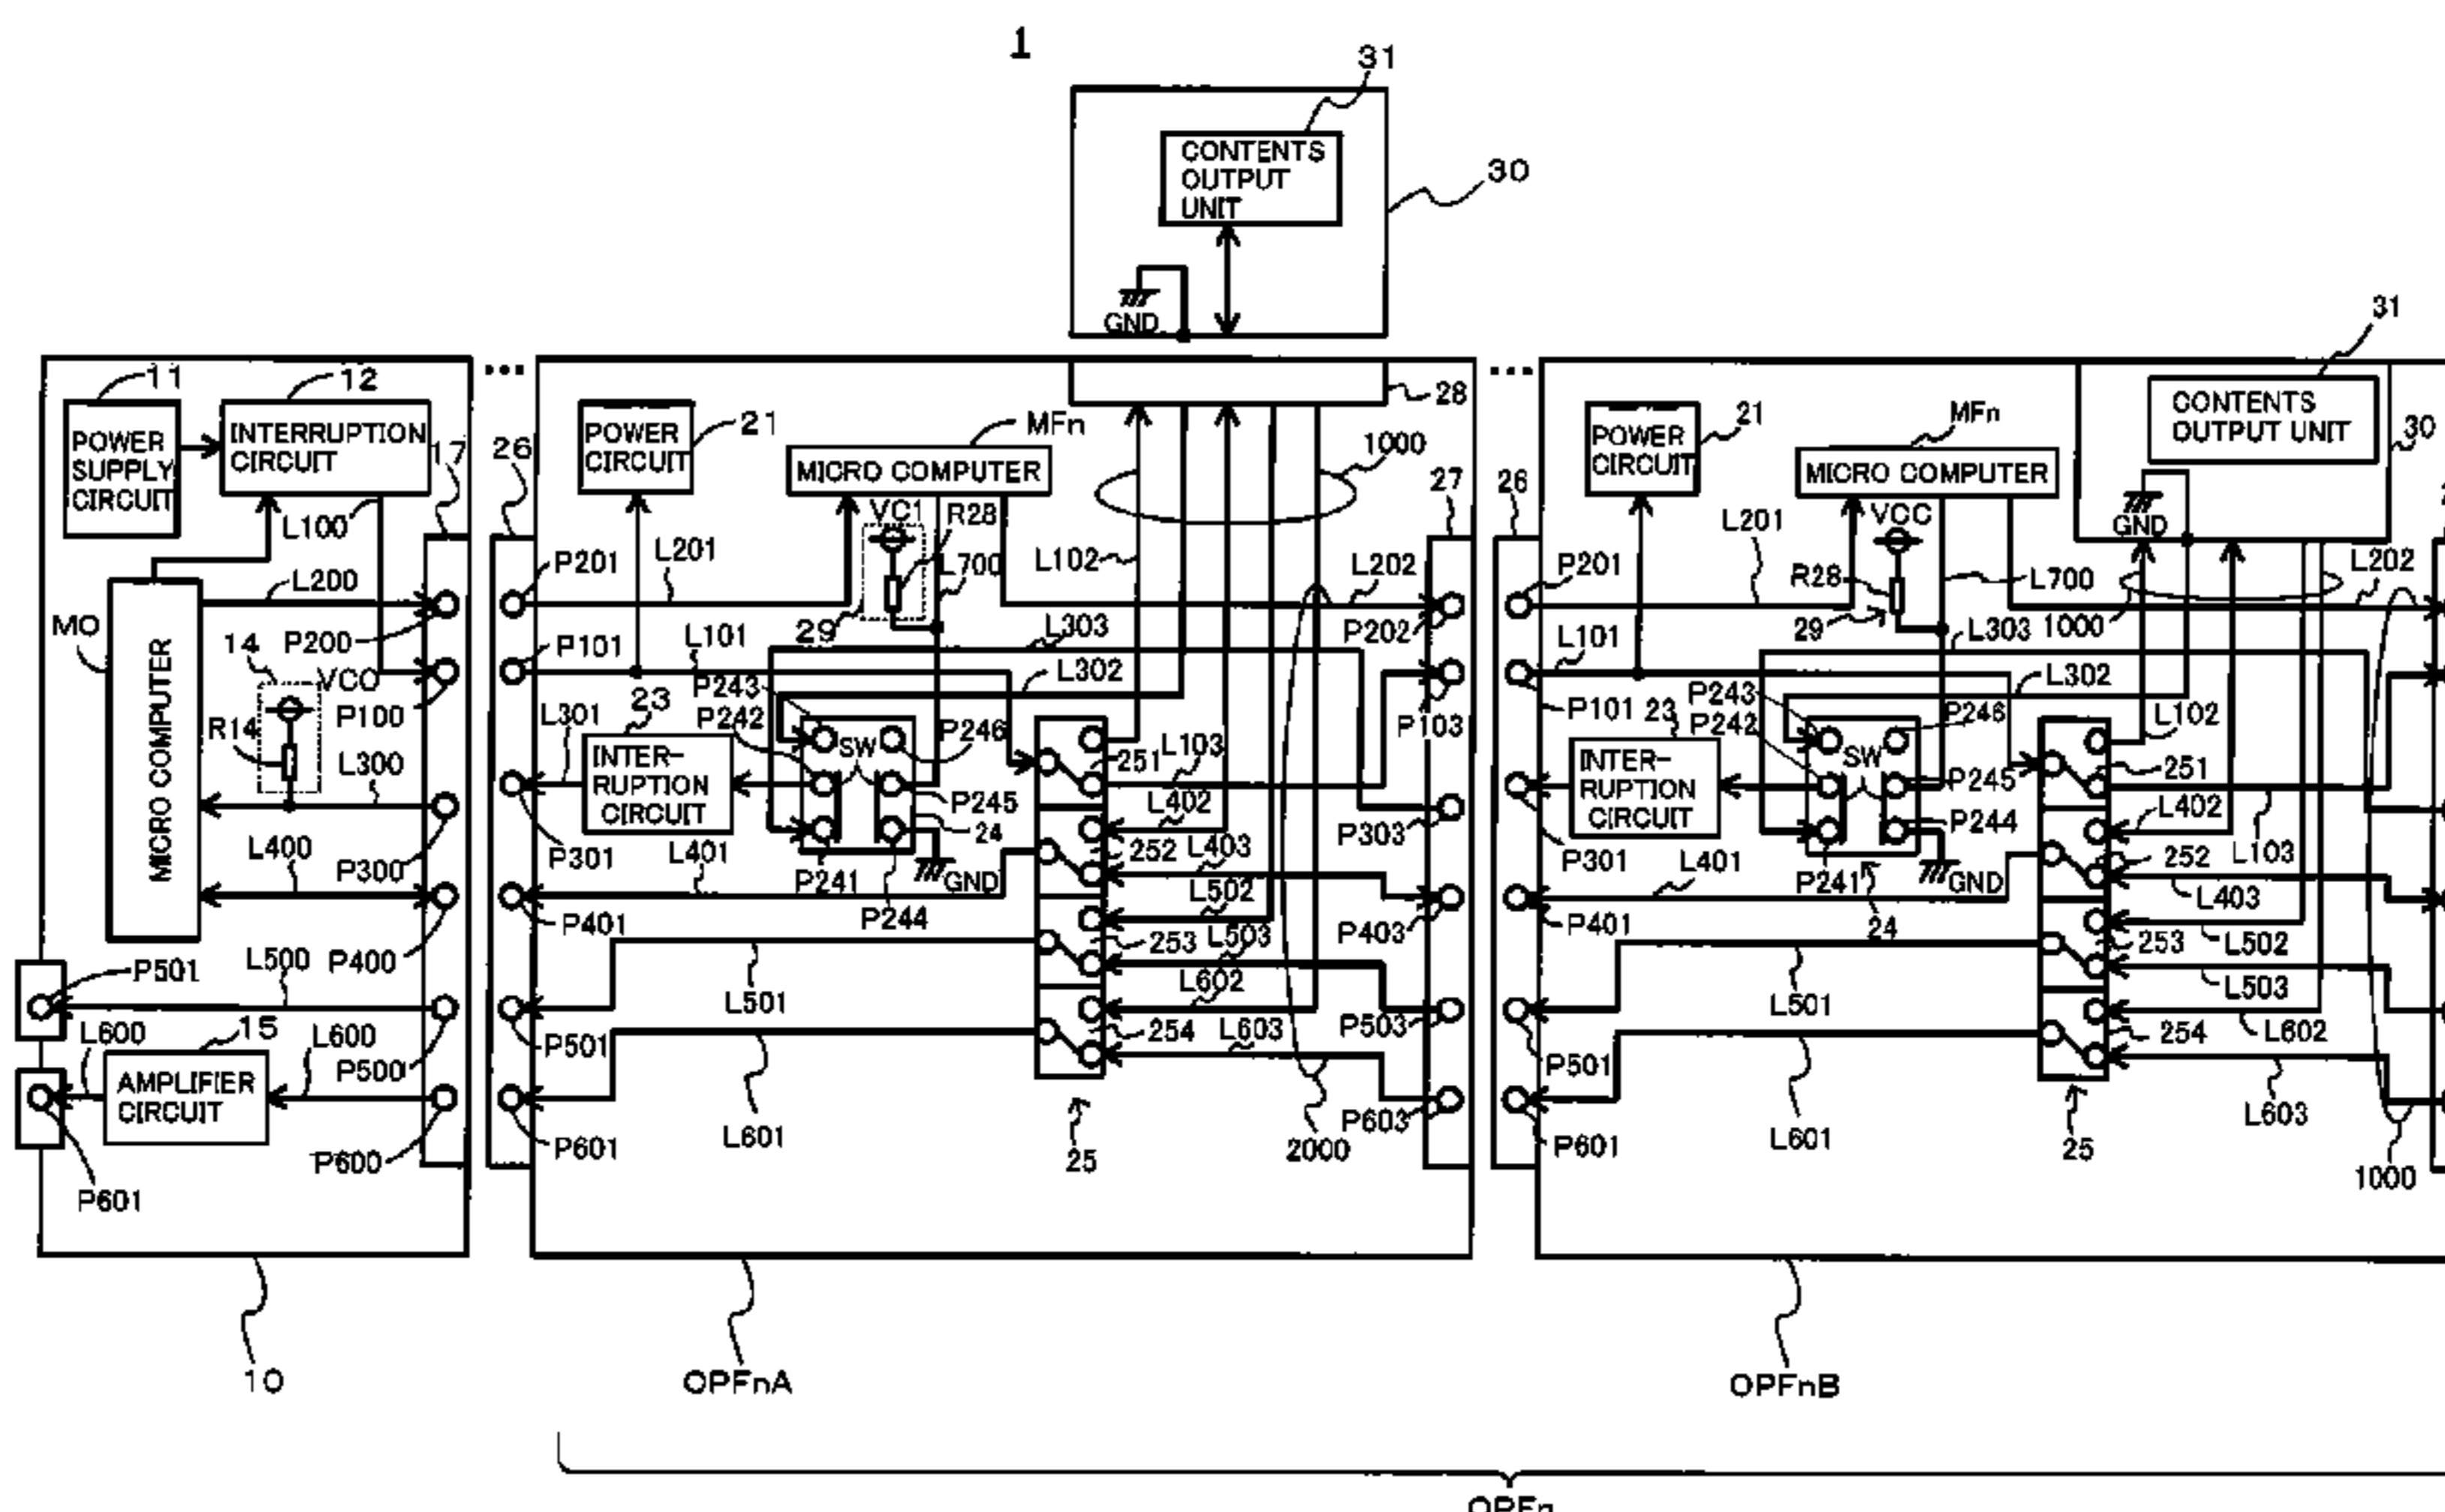 1
31
CONTENTS
OUTPUT
UNIT
30
GND
31
11
12
POWER
SUPPLY
CIRCUIT
INTERRUPTION
CIRCUIT
17
L100
L200
MO
MICRO COMPUTER
P200
14
VCO
P100
R14
L300
L400
P300
P501
L500
P400
15
L600
L600
P500
AMPLIFIER
CIRCUIT
P600
P601
10
...
26
POWER
CIRCUIT
21
MFn
MICRO COMPUTER
28
1000
27
VC1
R28
P201
L201
L700
L102
L202
29
P202
P101
L101
L303
P243
L302
P103
L301
23
P242
SW
P246
INTER-
RUPTION
CIRCUIT
251
L103
P245
L402
24
P303
P301
L401
252
L403
P241
GND
L502
P401
P244
253
L503
P403
L501
L602
P501
254
L603
P503
P601
L601
25
2000
P603
OPFnA
...
26
POWER
CIRCUIT
21
MFn
MICRO COMPUTER
CONTENTS
OUTPUT UNIT
30
GND
VCC
P201
L201
R28
L700
L202
29
L303
1000
L101
P243
L302
P101
23
P242
P246
L102
SW
INTER-
RUPTION
CIRCUIT
P245
251
L402
P244
P301
L401
252
L103
P241
GND
L403
P401
24
253
L502
L501
L503
254
L602
P501
L603
P601
L601
25
1000
OPFnB
OPFn